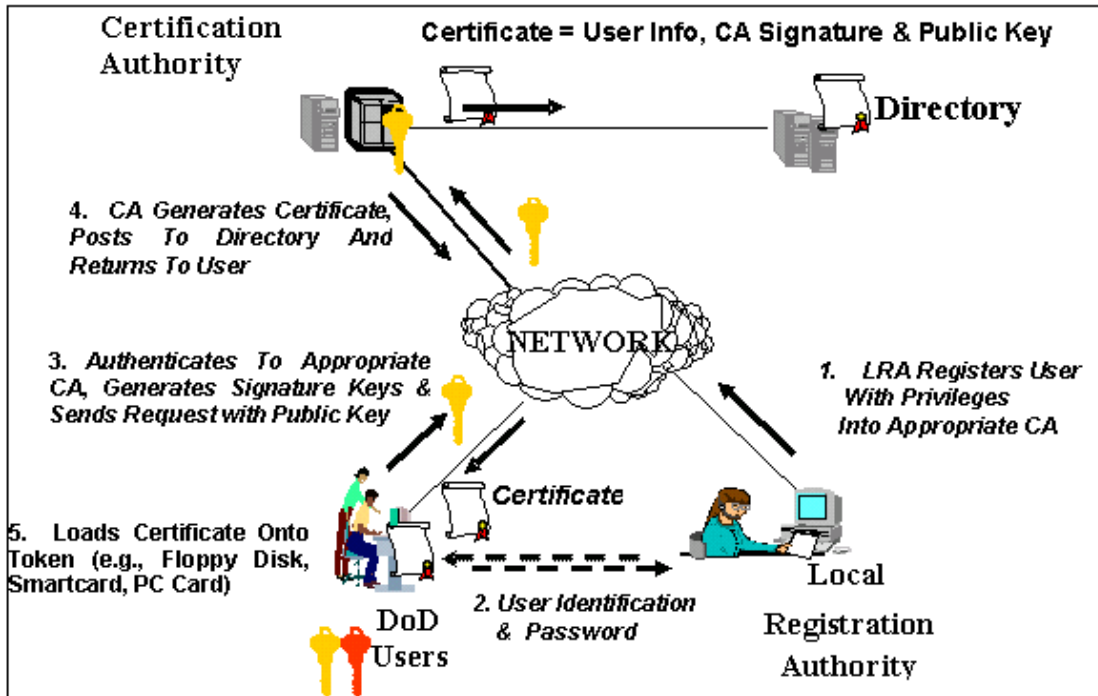 Certification
Authority
Certificate = User Info, CA Signature & Public Key
Directory
4. CA Generates Certificate,
Posts To Directory And
Returns To User
NETWORK
3. Authenticates To Appropriate
CA, Generates Signature Keys &
Sends Request with Public Key
1. LRA Registers User
With Privileges
Into Appropriate CA
Certificate
5. Loads Certificate Onto
Token (e.g., Floppy Disk,
Smartcard, PC Card)
2. User Identification
& Password
DoD
Users
Local
Registration
Authority